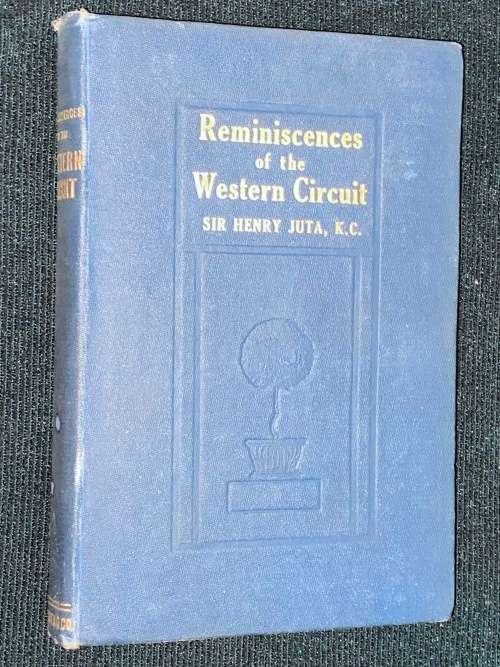 Reminiscences
of the
Western Circuit
SIR HENRY JUTA, K.C.